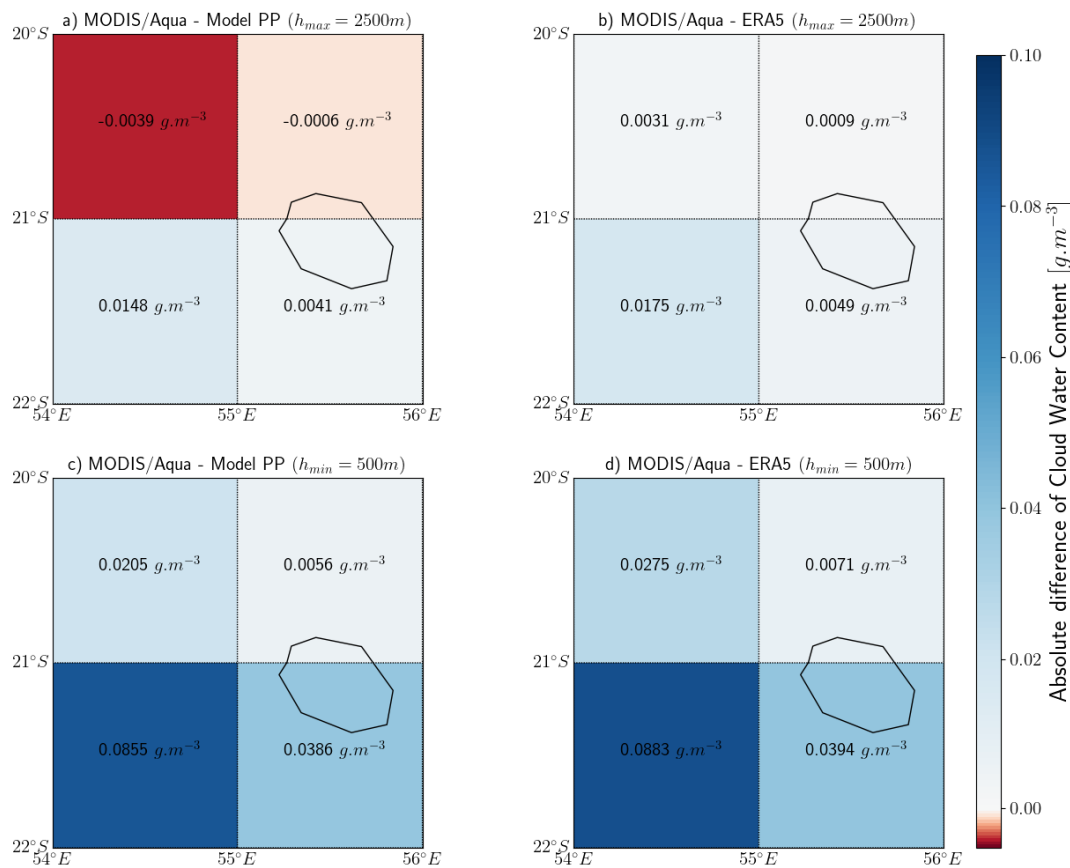 a) MODIS/Aqua - Model PP (h_max = 2500m)
b) MODIS/Aqua - ERA5 (h_max = 2500m)
20°S
-0.0039 g.m⁻³
-0.0006 g.m⁻³
21°S
0.0148 g.m⁻³
0.0041 g.m⁻³
22°S
54°E
55°E
56°E
20°S
0.0031 g.m⁻³
0.0009 g.m⁻³
21°S
0.0175 g.m⁻³
0.0049 g.m⁻³
22°S
54°E
55°E
56°E
c) MODIS/Aqua - Model PP (h_min = 500m)
d) MODIS/Aqua - ERA5 (h_min = 500m)
20°S
0.0205 g.m⁻³
0.0056 g.m⁻³
21°S
0.0855 g.m⁻³
0.0386 g.m⁻³
22°S
54°E
55°E
56°E
20°S
0.0275 g.m⁻³
0.0071 g.m⁻³
21°S
0.0883 g.m⁻³
0.0394 g.m⁻³
22°S
54°E
55°E
56°E
0.10
0.08
0.06
0.04
0.02
0.00
Absolute difference of Cloud Water Content [g.m⁻³]